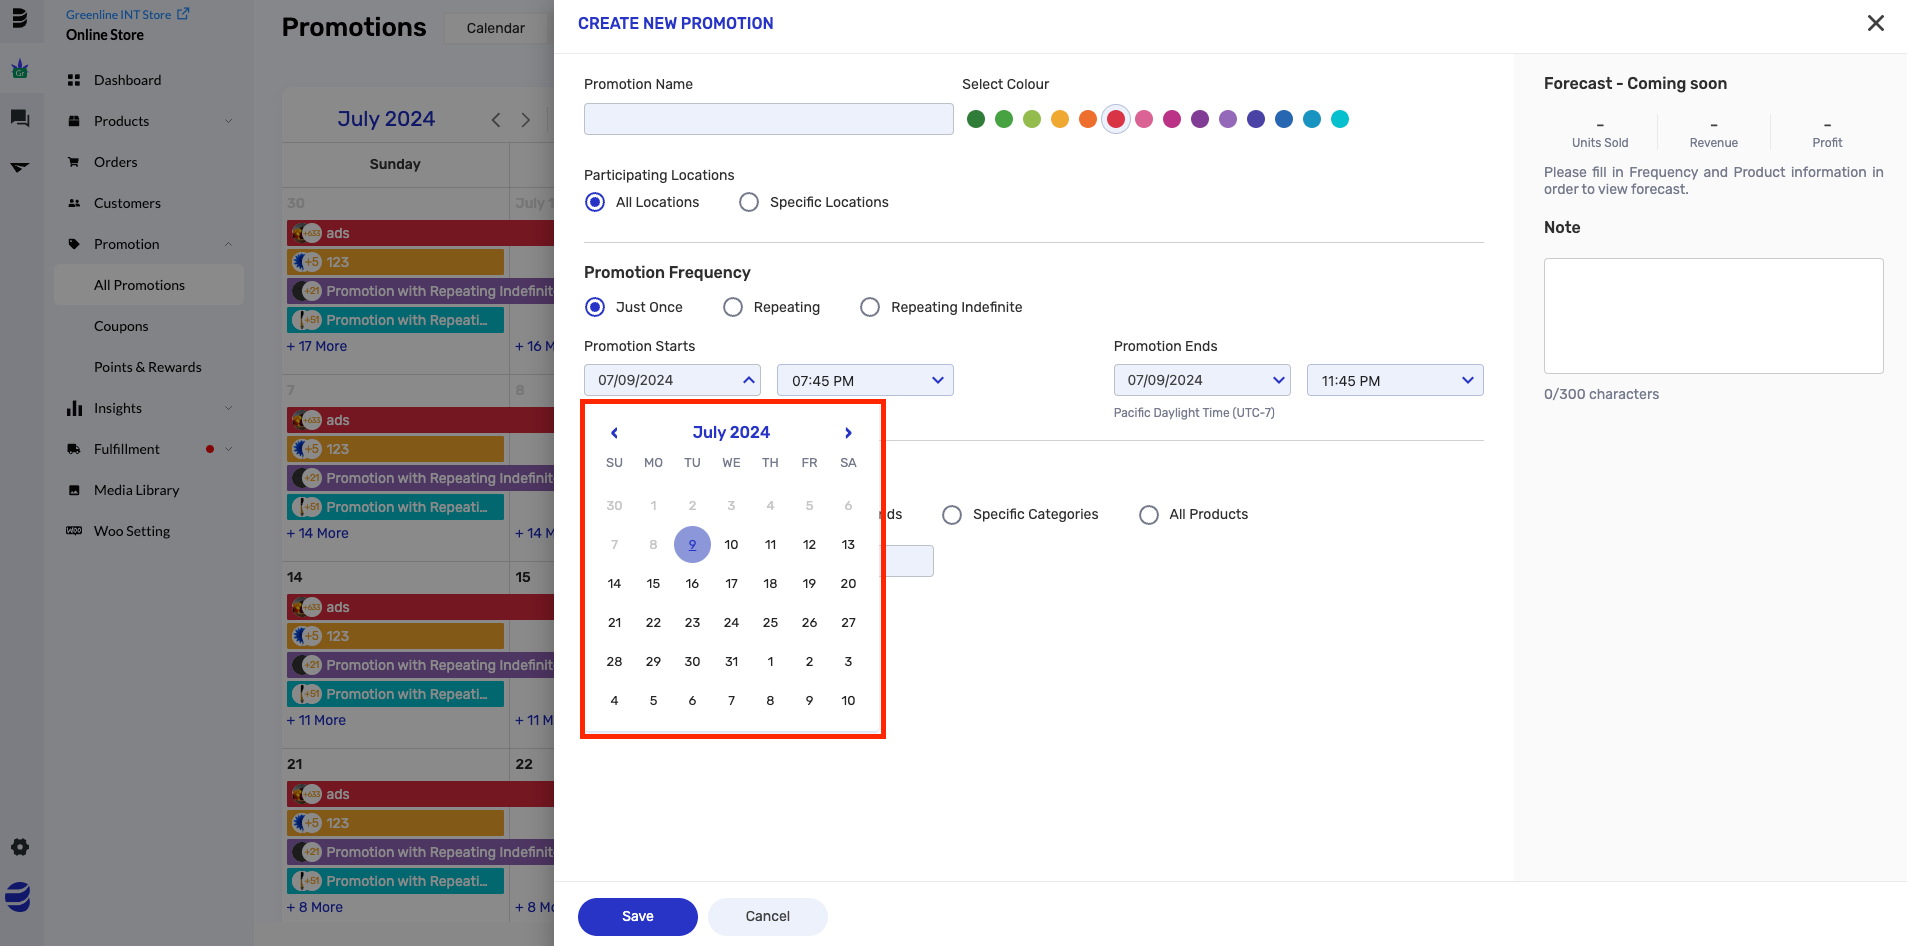 Greenline INT Store
Online Store
Dashboard
Products
Orders
Customers
Promotion
All Promotions
Coupons
Points & Rewards
Insights
Fulfillment
Media Library
Woo Setting
Promotions
Calendar
July 2024
Sunday
30
July 1
+633 ads
+5 123
+21 Promotion with Repeating Indefinit
+51 Promotion with Repeati...
+ 17 More
+ 16 M
7
8
+633 ads
+5 123
+21 Promotion with Repeating Indefinit
+51 Promotion with Repeati...
+ 14 More
+ 14 M
14
15
+633 ads
+5 123
+21 Promotion with Repeating Indefinit
+51 Promotion with Repeati...
+ 11 More
+ 11 M
21
22
+633 ads
+5 123
+21 Promotion with Repeating Indefinit
+51 Promotion with Repeati...
+ 8 More
+ 8 Mo
CREATE NEW PROMOTION
Promotion Name
Select Colour
Participating Locations
All Locations
Specific Locations
Promotion Frequency
Just Once
Repeating
Repeating Indefinite
Promotion Starts
Promotion Ends
07/09/2024
07:45 PM
07/09/2024
11:45 PM
Pacific Daylight Time (UTC-7)
July 2024
SU MO TU WE TH FR SA
30 1 2 3 4 5 6
7 8 9 10 11 12 13
14 15 16 17 18 19 20
21 22 23 24 25 26 27
28 29 30 31 1 2 3
4 5 6 7 8 9 10
nds
Specific Categories
All Products
Save
Cancel
Forecast - Coming soon
– – –
Units Sold
Revenue
Profit
Please fill in Frequency and Product information in
order to view forecast.
Note
0/300 characters